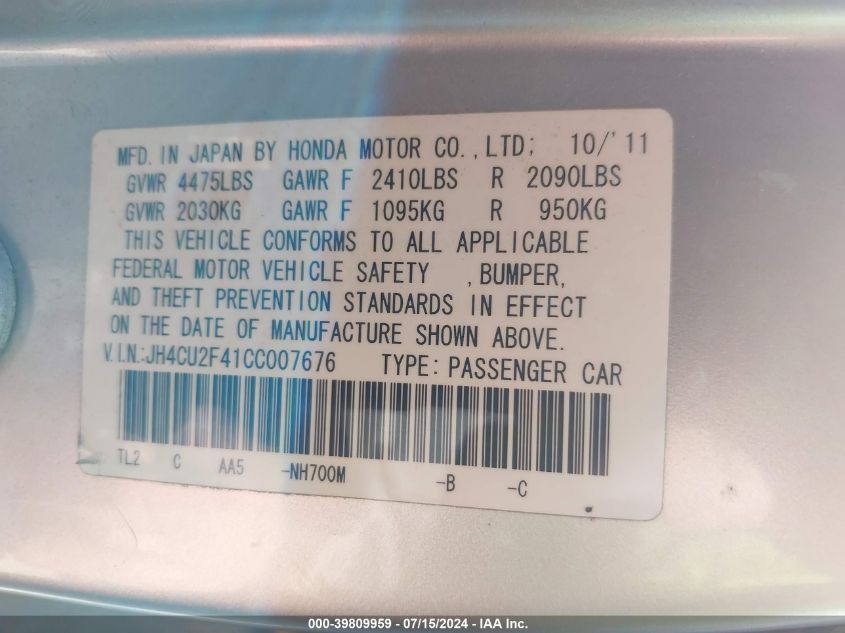 MFD. IN JAPAN BY HONDA MOTOR CO., LTD; 10/'11
GVWR 4475LBS GAWR F 2410LBS R 2090LBS
GVWR 2030KG GAWR F 1095KG R 950KG
THIS VEHICLE CONFORMS TO ALL APPLICABLE
FEDERAL MOTOR VEHICLE SAFETY , BUMPER,
AND THEFT PREVENTION STANDARDS IN EFFECT
ON THE DATE OF MANUFACTURE SHOWN ABOVE.
V.I.N.:JH4CU2F41CC007676 TYPE: PASSENGER CAR
TL2 C AA5 -NH700M -B -C
000-39809959 - 07/15/2024 - IAA Inc.